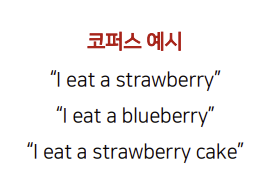 코퍼스 예시
“I eat a strawberry”
“I eat a blueberry”
“I eat a strawberry cake”